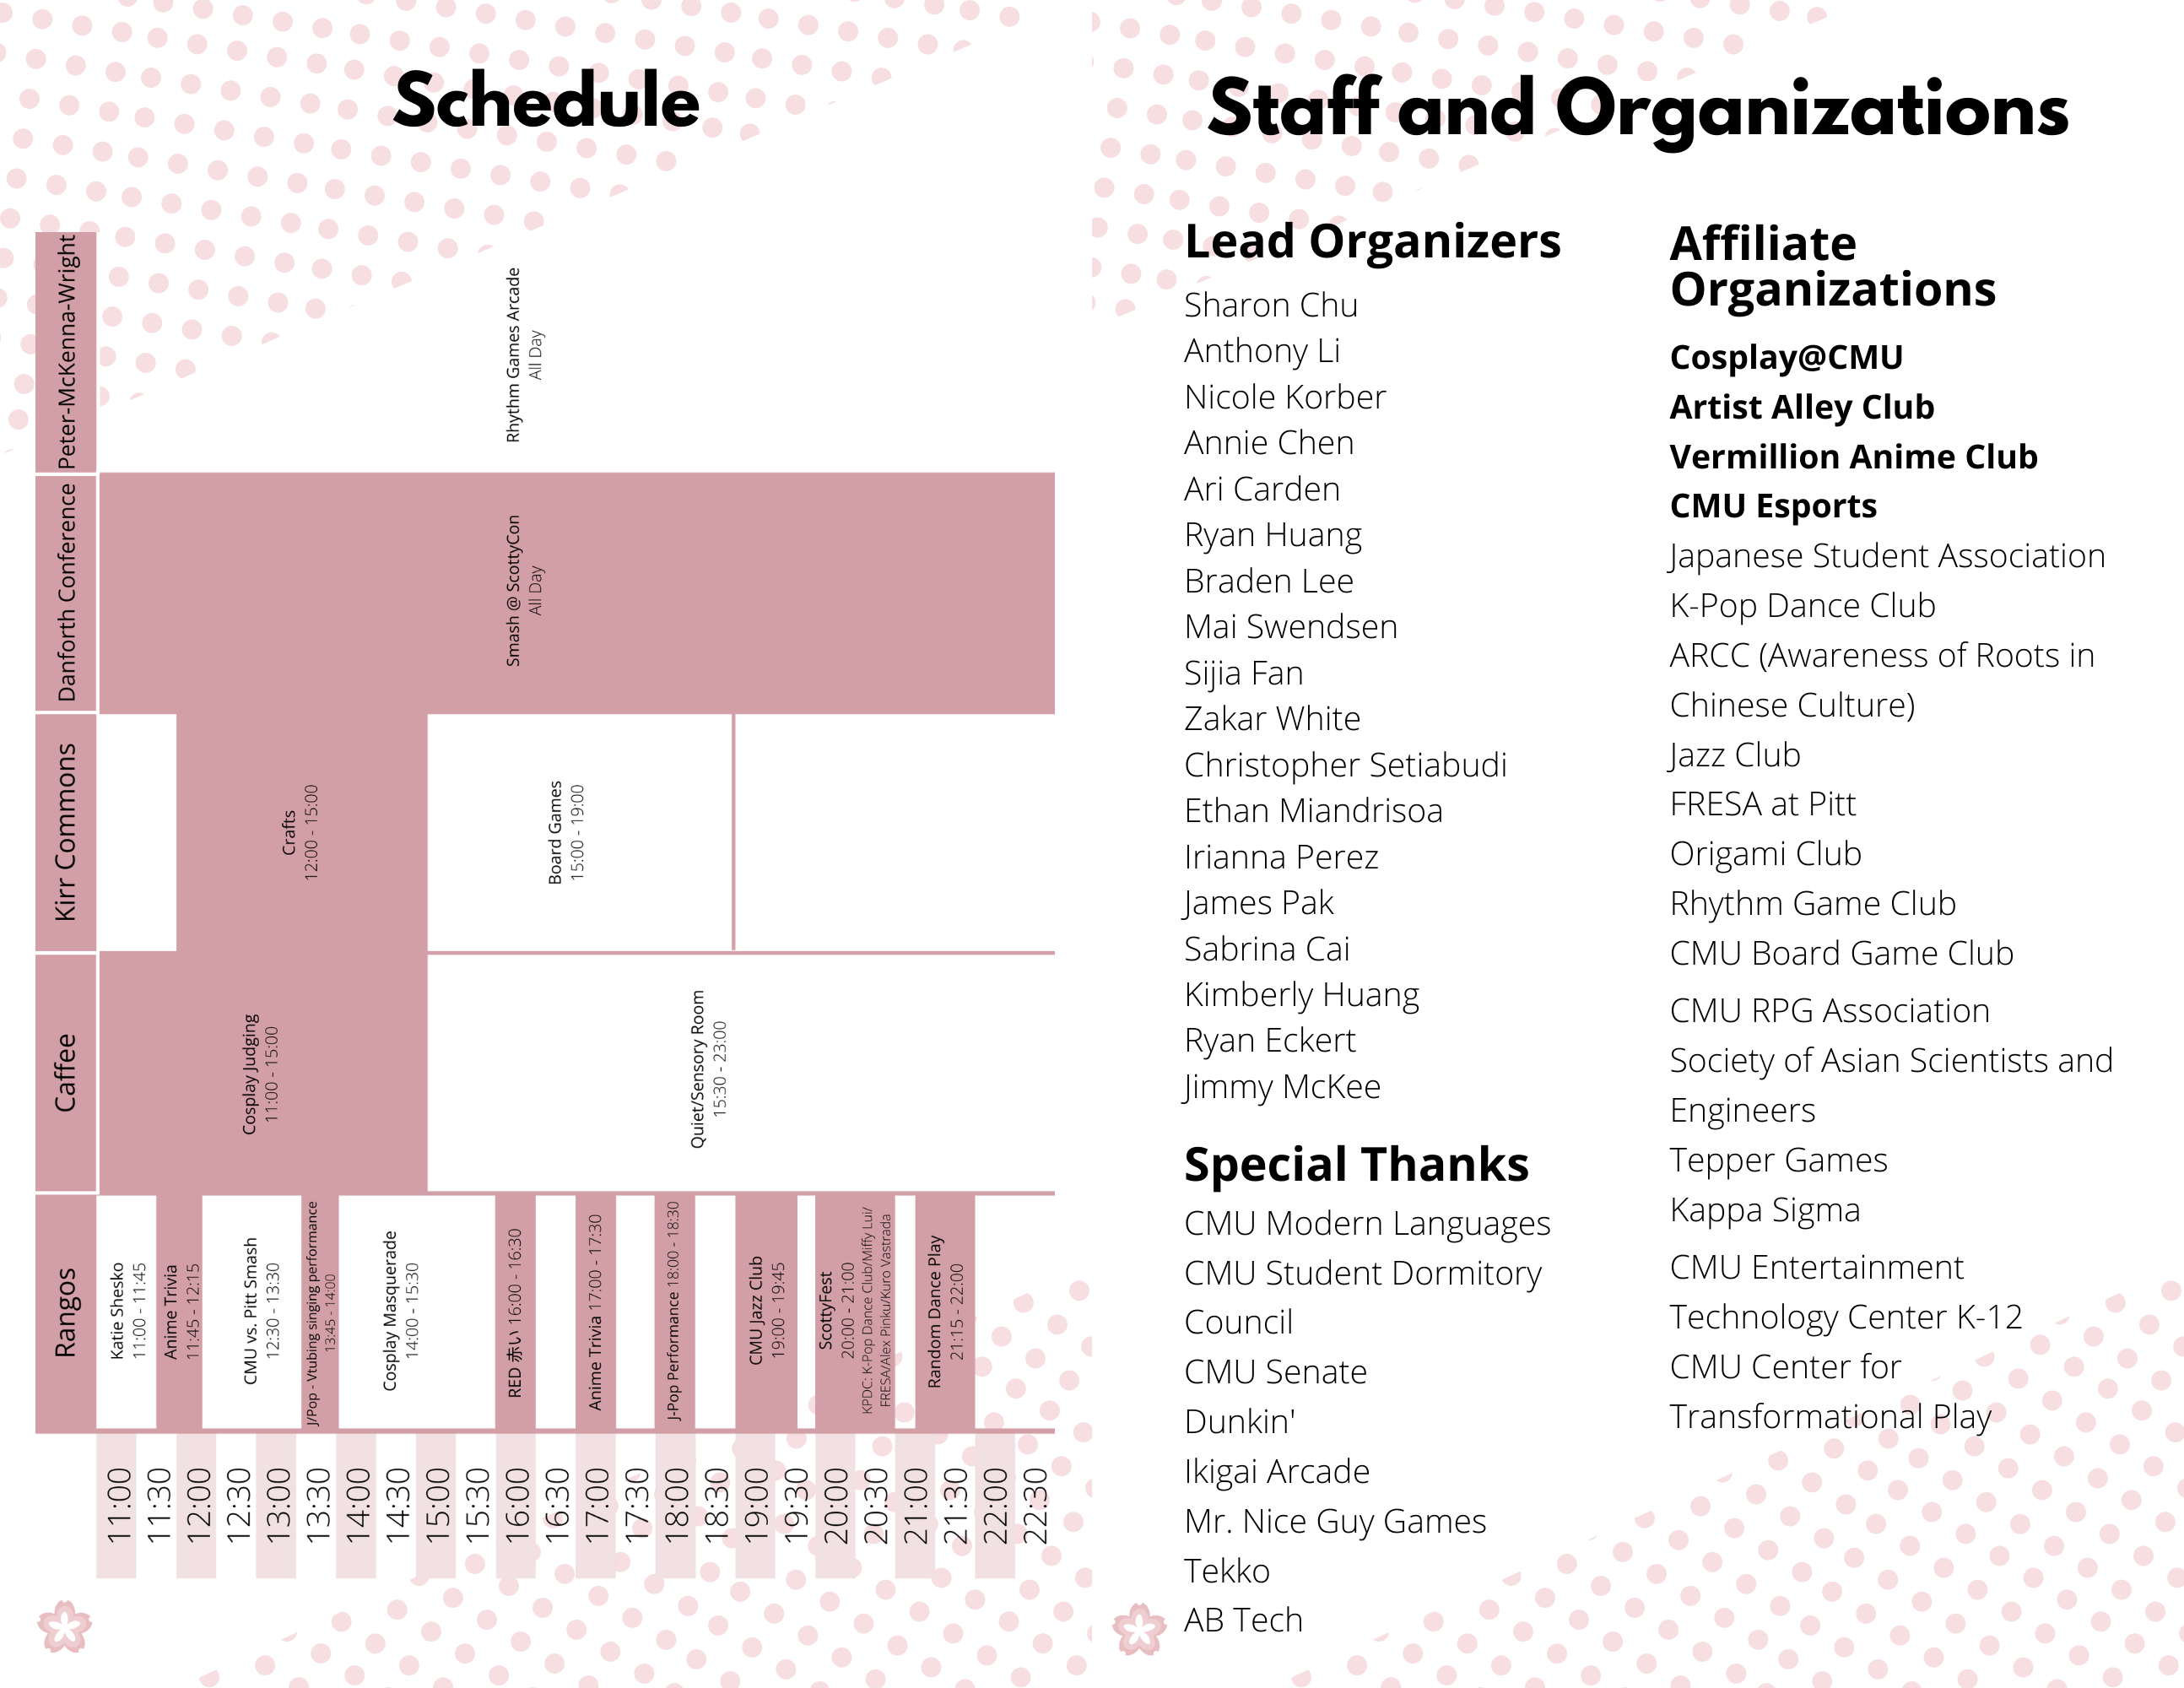 Schedule
Peter-McKenna-Wright
Rhythm Games Arcade
All Day
Danforth Conference
Smash @ ScottyCon
All Day
Kirr Commons
Crafts
12:00 - 15:00
Board Games
15:00 - 19:00
Caffee
Cosplay Judging
11:00 - 15:00
Quiet/Sensory Room
15:30 - 23:00
Rangos
Katie Shesko
11:00 - 11:45
Anime Trivia
11:45 - 12:15
CMU vs. Pitt Smash
12:30 - 13:30
J/Pop - Vtubing singing performance
13:45 - 14:00
Cosplay Masquerade
14:00 - 15:30
RED 赤い 16:00 - 16:30
Anime Trivia 17:00 - 17:30
J-Pop Performance 18:00 - 18:30
CMU Jazz Club
19:00 - 19:45
ScottyFest
20:00 - 21:00
KPDC: K-Pop Dance Club/Miffy Lui/
FRESA/Alex Pinku/Kuro Vastrada
Random Dance Play
21:15 - 22:00
11:00
11:30
12:00
12:30
13:00
13:30
14:00
14:30
15:00
15:30
16:00
16:30
17:00
17:30
18:00
18:30
19:00
19:30
20:00
20:30
21:00
21:30
22:00
22:30
Staff and Organizations
Lead Organizers
Sharon Chu
Anthony Li
Nicole Korber
Annie Chen
Ari Carden
Ryan Huang
Braden Lee
Mai Swendsen
Sijia Fan
Zakar White
Christopher Setiabudi
Ethan Miandrisoa
Irianna Perez
James Pak
Sabrina Cai
Kimberly Huang
Ryan Eckert
Jimmy McKee
Special Thanks
CMU Modern Languages
CMU Student Dormitory
Council
CMU Senate
Dunkin'
Ikigai Arcade
Mr. Nice Guy Games
Tekko
AB Tech
Affiliate
Organizations
Cosplay@CMU
Artist Alley Club
Vermillion Anime Club
CMU Esports
Japanese Student Association
K-Pop Dance Club
ARCC (Awareness of Roots in
Chinese Culture)
Jazz Club
FRESA at Pitt
Origami Club
Rhythm Game Club
CMU Board Game Club
CMU RPG Association
Society of Asian Scientists and
Engineers
Tepper Games
Kappa Sigma
CMU Entertainment
Technology Center K-12
CMU Center for
Transformational Play